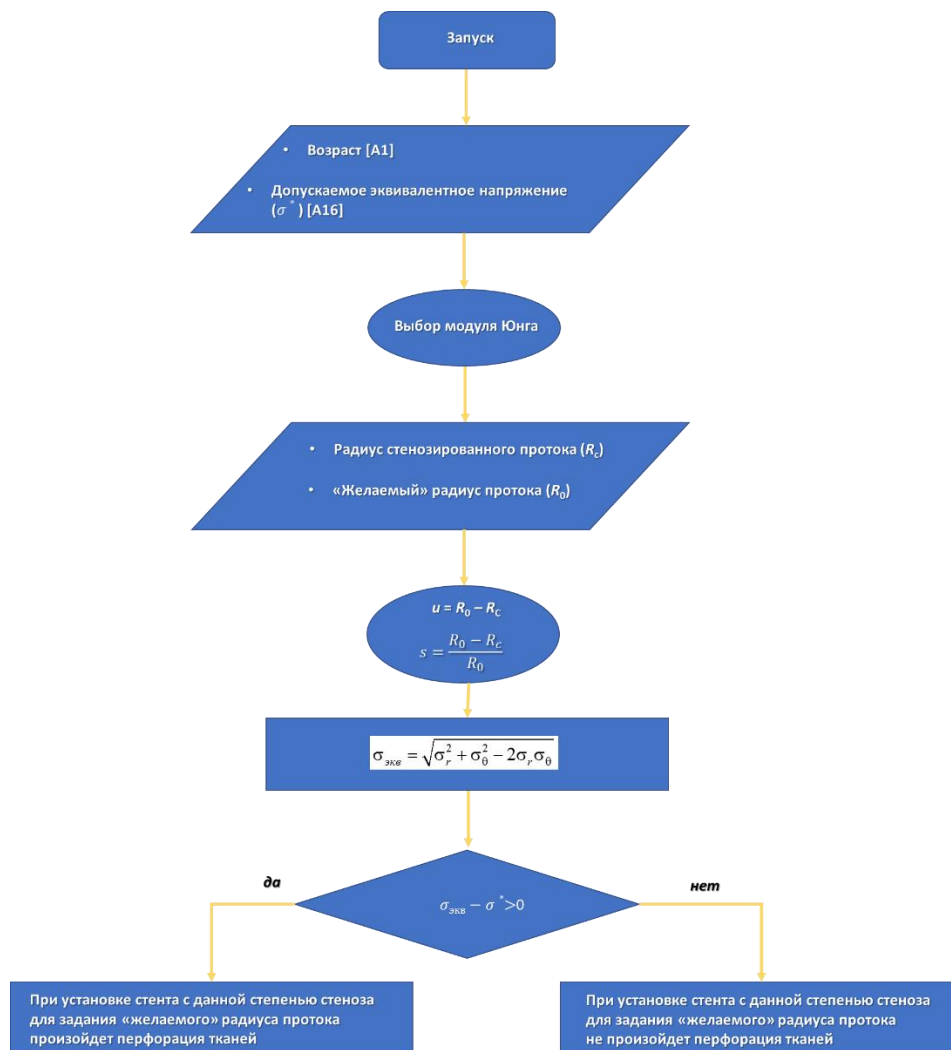 Запуск
• Возраст [А1]
• Допускаемое эквивалентное напряжение
(σ*) [А16]
Выбор модуля Юнга
• Радиус стенозированного протока (Rс)
• «Желаемый» радиус протока (R0)
u = R0 – RC
s = (R0 − Rc)/R0
σэкв = √(σr² + σθ² − 2σrσθ)
да
нет
σэкв − σ*>0
При установке стента с данной степенью стеноза
для задания «желаемого» радиуса протока
произойдет перфорация тканей
При установке стента с данной степенью стеноза
для задания «желаемого» радиуса протока
не произойдет перфорация тканей